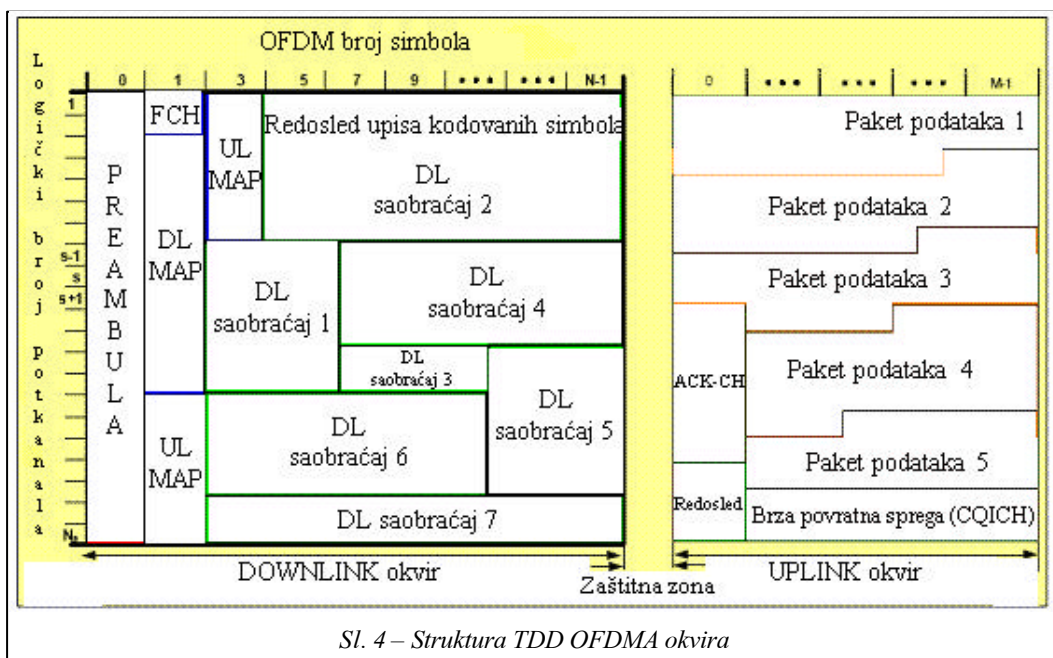 OFDM broj simbola
Logički broj potkanala
0 1 3 5 7 9 ••• ••• N-1
0 ••• ••• ••• M-1
1
s-1
s
s+1
PREAMBULA
FCH
DL
MAP
UL
MAP
UL
MAP
Redosled upisa kodovanih simbola
DL
saobraćaj 2
DL
saobraćaj 1
DL
saobraćaj 4
DL
saobraćaj 3
DL
saobraćaj 5
DL
saobraćaj 6
DL saobraćaj 7
Paket podataka 1
Paket podataka 2
Paket podataka 3
Paket podataka 4
Paket podataka 5
ACK-CH
Redosled
Brza povratna sprega (CQICH)
DOWNLINK okvir
Zaštitna zona
UPLINK okvir
Sl. 4 – Struktura TDD OFDMA okvira